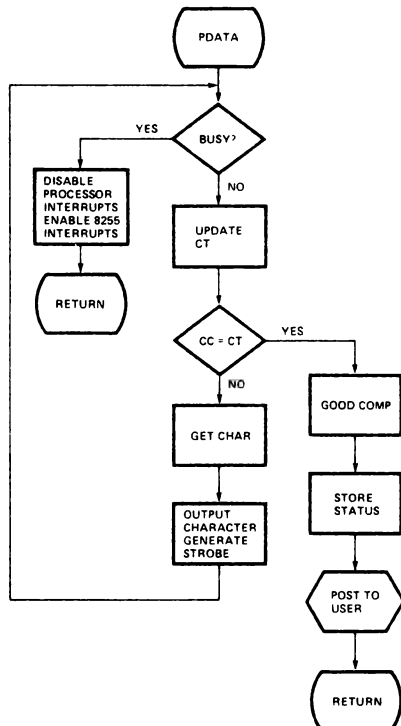 PDATA
BUSY?
YES
NO
DISABLE
PROCESSOR
INTERRUPTS
ENABLE 8255
INTERRUPTS
RETURN
UPDATE
CT
CC = CT
YES
NO
GET CHAR
OUTPUT
CHARACTER
GENERATE
STROBE
GOOD COMP
STORE
STATUS
POST TO
USER
RETURN